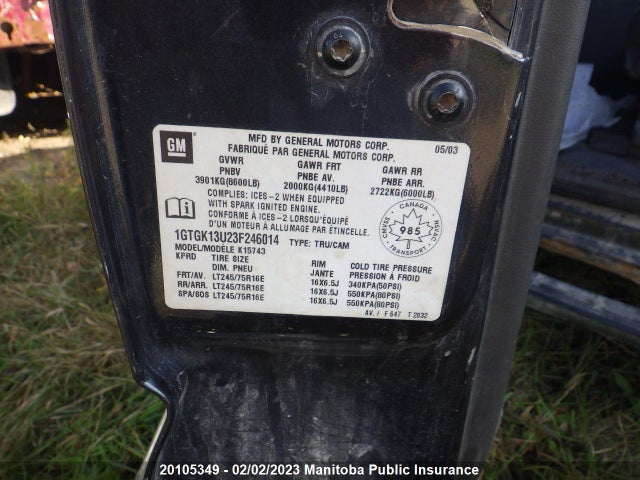 GM
MFD BY GENERAL MOTORS CORP.
FABRIQUÉ PAR GENERAL MOTORS CORP.
05/03
GVWR GAWR FRT GAWR RR
PNBV PNBE AV. PNBE ARR.
3901KG(8600LB) 2000KG(4410LB) 2722KG(6000LB)
COMPLIES: ICES-2 WHEN EQUIPPED
WITH SPARK IGNITED ENGINE.
CONFORME À ICES-2 LORSQU'ÉQUIPÉ
D'UN MOTEUR A ALLUMAGE PAR ÉTINCELLE.
CANADA
CMVSS 985 NSVAC
TRANSPORT
1GTGK13U23F246014 TYPE: TRU/CAM
MODEL/MODÈLE K15743
KFRD TIRE SIZE RIM COLD TIRE PRESSURE
DIM. PNEU JANTE PRESSION À FROID
FRT/AV. LT245/75R16E 16X6.5J 340KPA(50PSI)
RR/ARR. LT245/75R16E 16X6.5J 550KPA(80PSI)
SPA/SOS LT245/75R16E 16X6.5J 550KPA(80PSI)
AV. / F 647 T 2032
20105349 - 02/02/2023 Manitoba Public Insurance